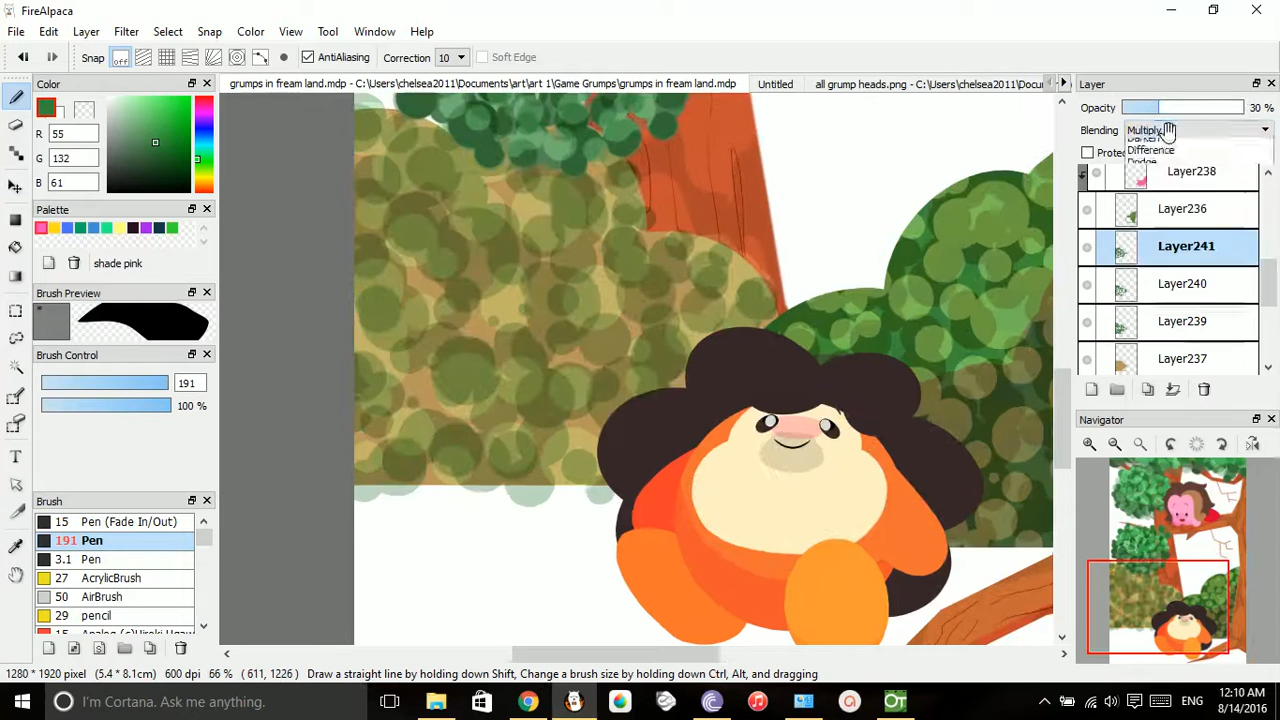 FireAlpaca
File Edit Layer Filter Select Snap Color View Tool Window Help
Snap off AntiAliasing Correction 10 Soft Edge
Color
grumps in fream land.mdp - C:\Users\chelsea2011\Documents\art\art 1\Game Grumps\grumps in fream land.mdp Untitled all grump heads.png - C:\Users\chelsea2011\Docu
Layer
R 55
G 132
B 61
Opacity 30 %
Blending Multiply
Darken
Difference
Dodge
Protec
Layer238
Palette
Layer236
Layer241
shade pink
Layer240
Brush Preview
Layer239
Brush Control
Layer237
191
100 %
Navigator
Brush
15 Pen (Fade In/Out)
191 Pen
3.1 Pen
27 AcrylicBrush
50 AirBrush
29 pencil
1280 * 1920 pixel (5.4 * 8.1cm) 600 dpi 66 % ( 611, 1226 ) Draw a straight line by holding down Shift, Change a brush size by holding down Ctrl, Alt, and dragging
I'm Cortana. Ask me anything.
ENG
12:10 AM
8/14/2016